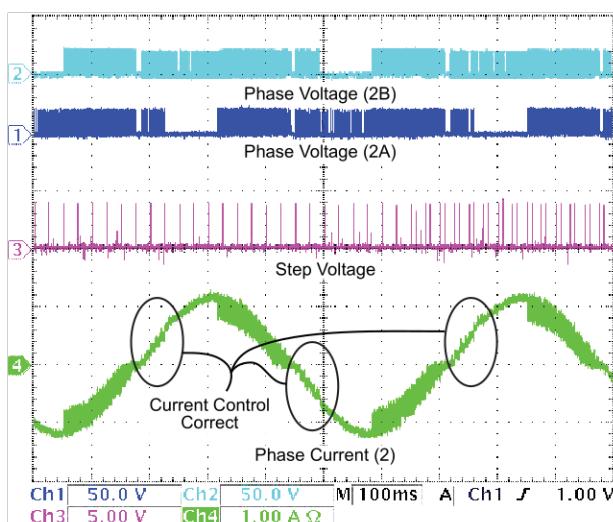 2
Phase Voltage (2B)
1
Phase Voltage (2A)
3
Step Voltage
4
Current Control
Correct
Phase Current (2)
Ch1 50.0 V Ch2 50.0 V M 100ms A Ch1 ʃ 1.00 V
Ch3 5.00 V Ch4 1.00 A Ω